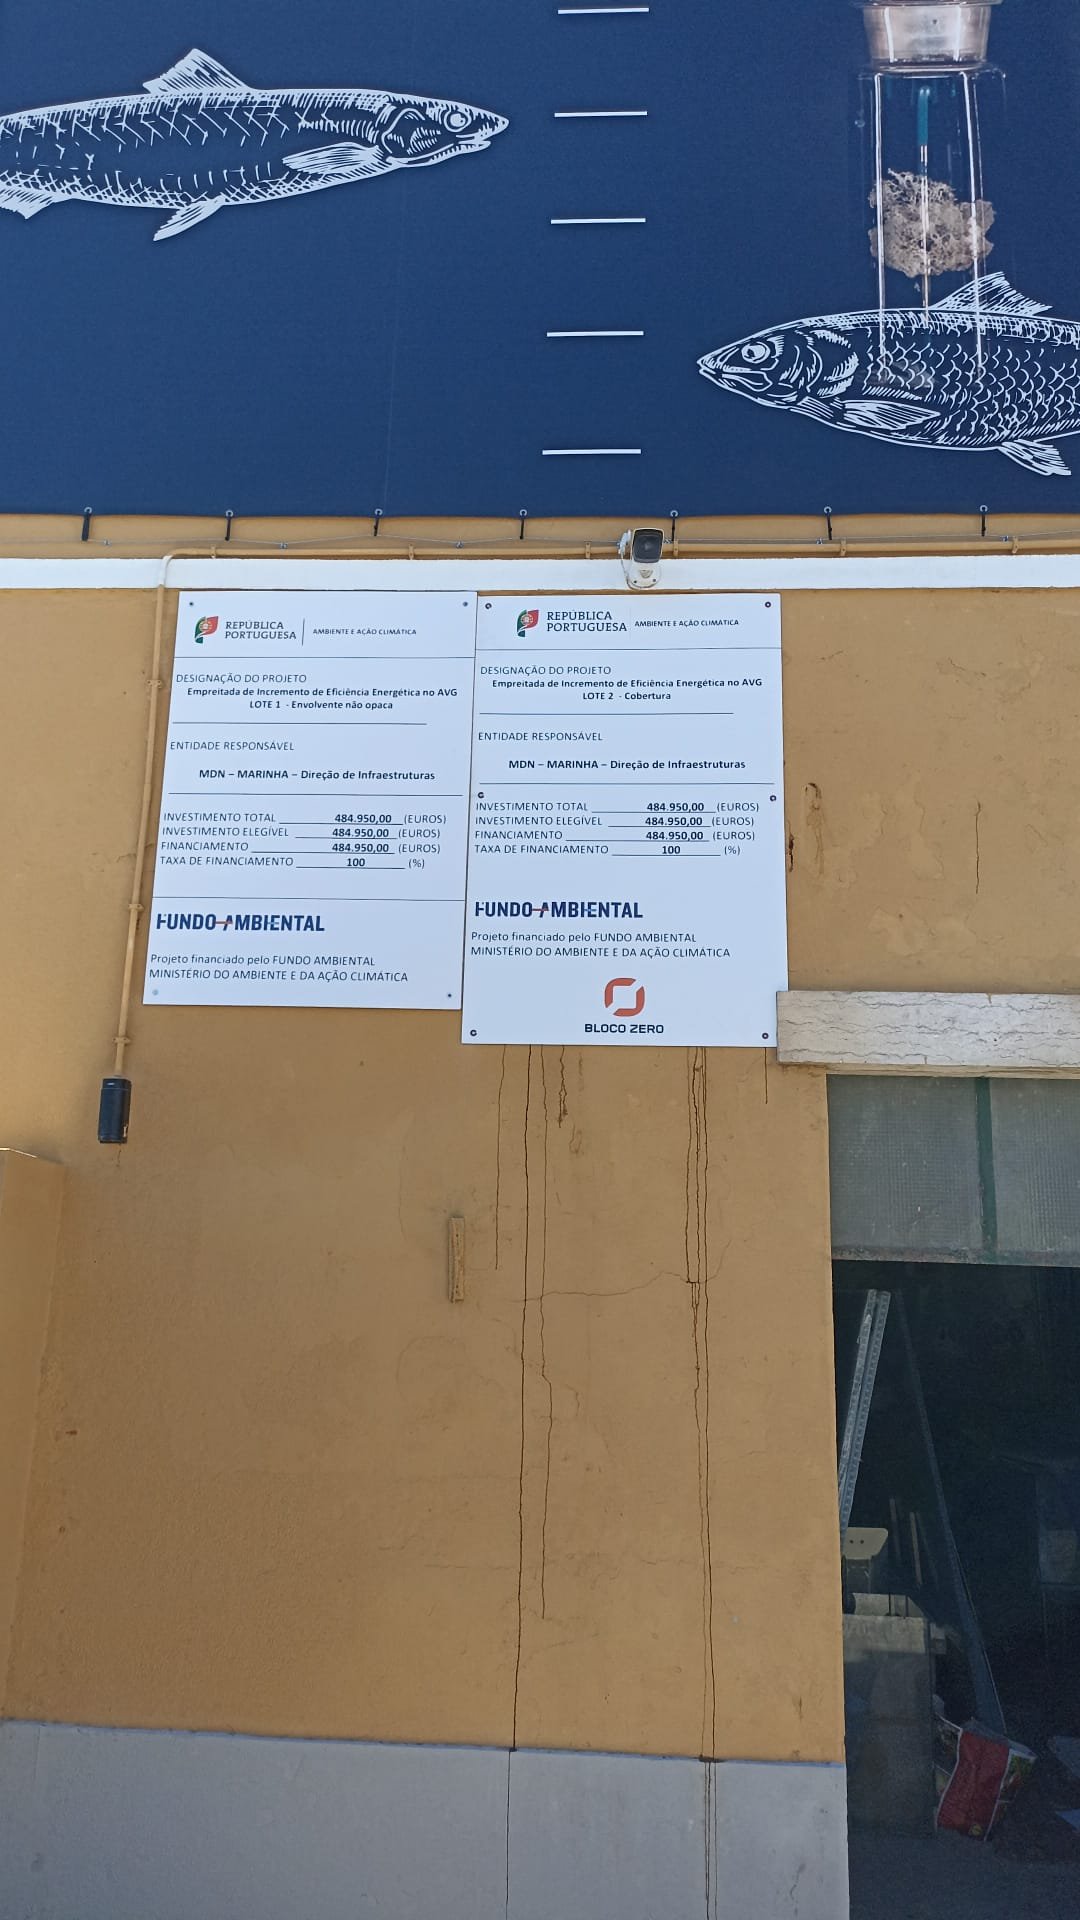 REPÚBLICA
PORTUGUESA
AMBIENTE E AÇÃO CLIMÁTICA
DESIGNAÇÃO DO PROJETO
Empreitada de Incremento de Eficiência Energética no AVG
LOTE 1 - Envolvente não opaca
ENTIDADE RESPONSÁVEL
MDN – MARINHA – Direção de Infraestruturas
INVESTIMENTO TOTAL 484.950,00 (EUROS)
INVESTIMENTO ELEGÍVEL 484.950,00 (EUROS)
FINANCIAMENTO 484.950,00 (EUROS)
TAXA DE FINANCIAMENTO 100 (%)
FUNDO AMBIENTAL
Projeto financiado pelo FUNDO AMBIENTAL
MINISTÉRIO DO AMBIENTE E DA AÇÃO CLIMÁTICA
REPÚBLICA
PORTUGUESA
AMBIENTE E AÇÃO CLIMÁTICA
DESIGNAÇÃO DO PROJETO
Empreitada de Incremento de Eficiência Energética no AVG
LOTE 2 - Cobertura
ENTIDADE RESPONSÁVEL
MDN – MARINHA – Direção de Infraestruturas
INVESTIMENTO TOTAL 484.950,00 (EUROS)
INVESTIMENTO ELEGÍVEL 484.950,00 (EUROS)
FINANCIAMENTO 484.950,00 (EUROS)
TAXA DE FINANCIAMENTO 100 (%)
FUNDO AMBIENTAL
Projeto financiado pelo FUNDO AMBIENTAL
MINISTÉRIO DO AMBIENTE E DA AÇÃO CLIMÁTICA
BLOCO ZERO